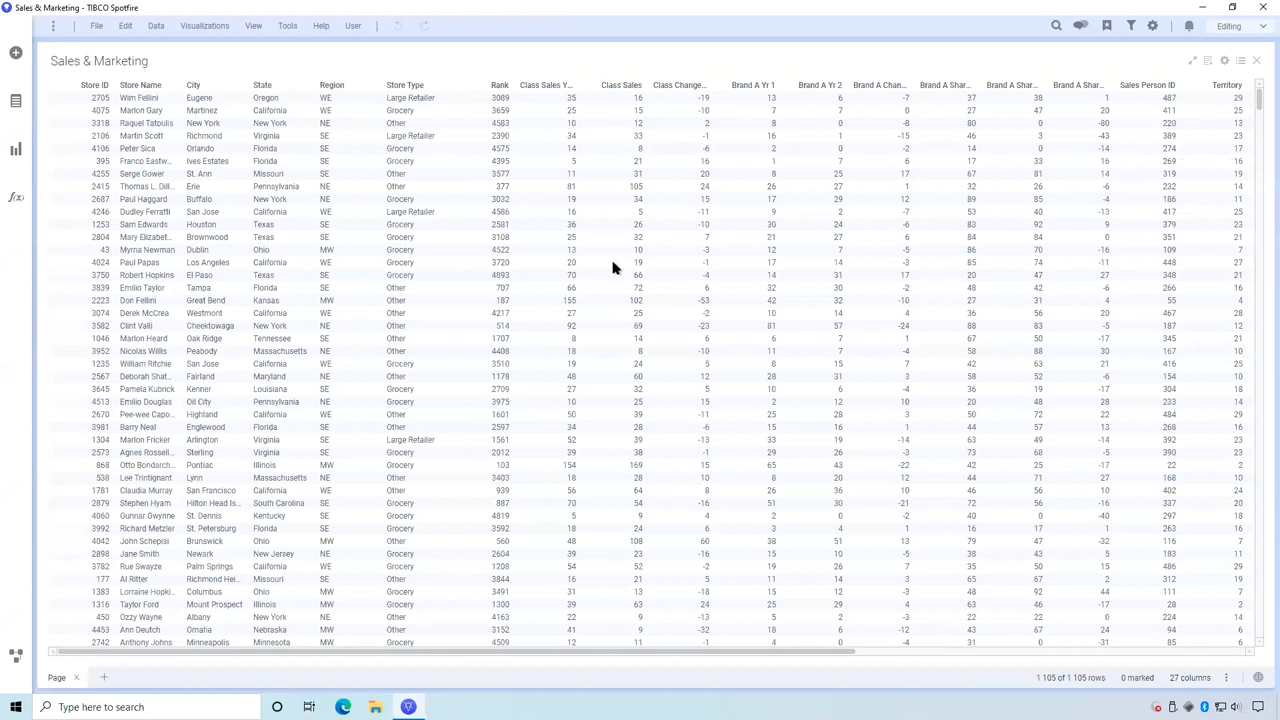 Sales & Marketing - TIBCO Spotfire
File Edit Data Visualizations View Tools Help User Editing
Sales & Marketing
Store ID Store Name City State Region Store Type Rank Class Sales Y... Class Sales Class Change... Brand A Yr 1 Brand A Yr 2 Brand A Chan... Brand A Shar... Brand A Shar... Brand A Shar... Sales Person ID Territory
2705 Wim Fellini Eugene Oregon WE Large Retailer 3089 35 16 -19 13 6 -7 37 38 1 487 29
4075 Marlon Gary Martinez California WE Grocery 3659 25 15 -10 7 7 0 27 47 20 411 25
3318 Raquel Tatoulis New York New York NE Other 4583 10 12 2 8 0 -8 80 0 -80 220 13
2106 Martin Scott Richmond Virginia SE Large Retailer 2390 34 33 -1 16 1 -15 46 3 -43 389 23
4106 Peter Sica Orlando Florida SE Grocery 4575 14 8 -6 2 0 -2 14 0 -14 274 17
395 Franco Eastw... Ives Estates Florida SE Grocery 4395 5 21 16 1 7 6 17 33 16 269 16
4255 Serge Gower St. Ann Missouri SE Other 3577 11 31 20 8 25 17 67 81 14 319 19
2415 Thomas L. Dill... Erie Pennsylvania NE Other 377 81 105 24 26 27 1 32 26 -6 232 14
2687 Paul Haggard Buffalo New York NE Grocery 3032 19 34 15 17 29 12 89 85 -4 186 11
4246 Dudley Ferratti San Jose California WE Large Retailer 4586 16 5 -11 9 2 -7 53 40 -13 417 25
1253 Sam Edwards Houston Texas SE Grocery 2581 36 26 -10 30 24 -6 83 92 9 379 23
2804 Mary Elizabet... Brownwood Texas SE Grocery 3108 25 32 7 21 27 6 84 84 0 351 21
43 Myrna Newman Dublin Ohio MW Grocery 4522 13 10 -3 12 7 -5 86 70 -16 109 7
4024 Paul Papas Los Angeles California WE Grocery 3720 20 19 -1 17 14 -3 85 74 -11 448 27
3750 Robert Hopkins El Paso Texas SE Grocery 4893 70 66 -4 14 31 17 20 47 27 348 21
3839 Emilio Taylor Tampa Florida SE Other 707 66 72 6 32 30 -2 48 42 -6 266 16
2223 Don Fellini Great Bend Kansas MW Other 187 155 102 -53 42 32 -10 27 31 4 55 4
3074 Derek McCrea Westmont California WE Other 4217 27 25 -2 10 14 4 36 56 20 467 28
3582 Clint Valli Cheektowaga New York NE Other 514 92 69 -23 81 57 -24 88 83 -5 187 12
1046 Marlon Heard Oak Ridge Tennessee SE Other 1707 8 14 6 6 7 1 67 50 -17 345 21
3952 Nicolas Willis Peabody Massachusetts NE Other 4408 18 8 -10 11 7 -4 58 88 30 167 10
1235 William Ritchie San Jose California WE Grocery 3510 19 24 5 8 15 7 42 63 21 416 25
2567 Deborah Shat... Fairland Maryland NE Other 1178 48 60 12 28 31 3 58 52 -6 154 10
3645 Pamela Kubrick Kenner Louisiana SE Grocery 2709 27 32 5 10 6 -4 36 19 -17 304 18
4513 Emilio Douglas Oil City Pennsylvania NE Other 3975 10 25 15 2 12 10 20 48 28 233 14
2670 Pee-wee Capo... Highland California WE Other 1601 50 39 -11 25 28 3 50 72 22 484 29
3981 Barry Neal Englewood Florida SE Other 2597 34 28 -6 15 16 1 44 57 13 268 16
1304 Marlon Fricker Arlington Virginia SE Large Retailer 1561 52 39 -13 33 19 -14 63 49 -14 392 23
2573 Agnes Rossell... Sterling Virginia SE Grocery 2012 39 38 -1 29 26 -3 73 68 -5 390 23
868 Otto Bondarch... Pontiac Illinois MW Grocery 103 154 169 15 65 43 -22 42 25 -17 22 2
538 Lee Trintignant Lynn Massachusetts NE Other 3403 18 28 10 8 20 12 44 71 27 168 10
1781 Claudia Murray San Francisco California WE Other 939 56 64 8 26 36 10 46 56 10 402 24
2879 Stephen Hyam Hilton Head Is... South Carolina SE Grocery 887 70 54 -16 51 30 -21 72 56 -16 337 20
4060 Gunnar Gwynne St. Dennis Kentucky SE Grocery 4819 5 4 -1 2 0 -2 40 0 -40 297 18
3992 Richard Metzler St. Petersburg Florida SE Grocery 3592 18 24 6 3 4 1 16 17 1 263 16
4042 John Schepisi Brunswick Ohio MW Other 560 48 108 60 38 51 13 79 47 -32 116 7
2898 Jane Smith Newark New Jersey NE Grocery 2604 39 23 -16 15 10 -5 38 43 5 183 11
3782 Rue Swayze Palm Springs California WE Grocery 1208 54 52 -2 19 26 7 35 50 15 486 29
177 Al Ritter Richmond Hei... Missouri SE Other 3844 16 21 5 11 14 3 65 67 2 312 19
1383 Lorraine Hopki... Columbus Ohio MW Grocery 3491 31 13 -18 15 12 -3 48 92 44 111 7
1316 Taylor Ford Mount Prospect Illinois MW Grocery 1300 39 63 24 25 29 4 63 46 -17 28 2
450 Ozzy Wayne Albany New York NE Other 4163 22 9 -13 5 2 -3 22 22 0 224 14
4453 Ann Deutch Omaha Nebraska MW Other 3152 41 9 -32 18 6 -12 43 67 24 94 6
2742 Anthony Johns Minneapolis Minnesota MW Grocery 4509 12 11 -1 4 0 -4 31 0 -31 85 6
Page 1 105 of 1 105 rows 0 marked 27 columns
Type here to search